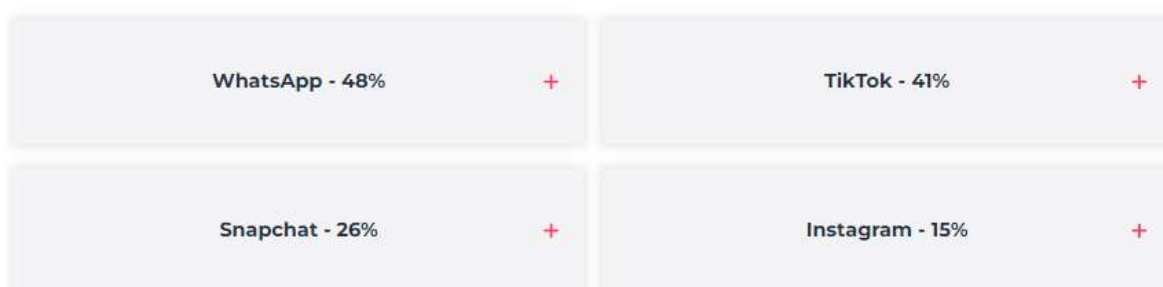 WhatsApp - 48%
+
TikTok - 41%
+
Snapchat - 26%
+
Instagram - 15%
+